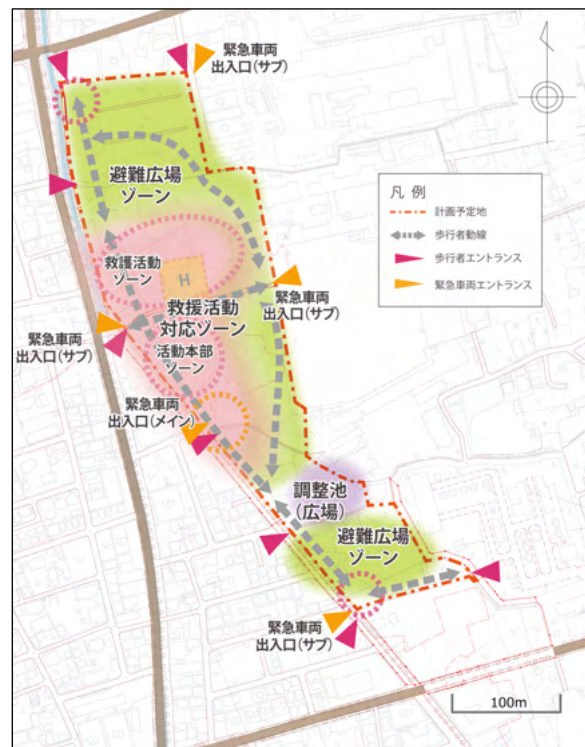 緊急車両
出入口(サブ)
避難広場
ゾーン
凡 例
計画予定地
歩行者動線
歩行者エントランス
緊急車両エントランス
救護活動
ゾーン
H
救援活動
対応ゾーン
緊急車両
出入口(サブ)
緊急車両
出入口(サブ)
活動本部
ゾーン
緊急車両
出入口(メイン)
調整池
(広場)
避難広場
ゾーン
緊急車両
出入口(サブ)
100m